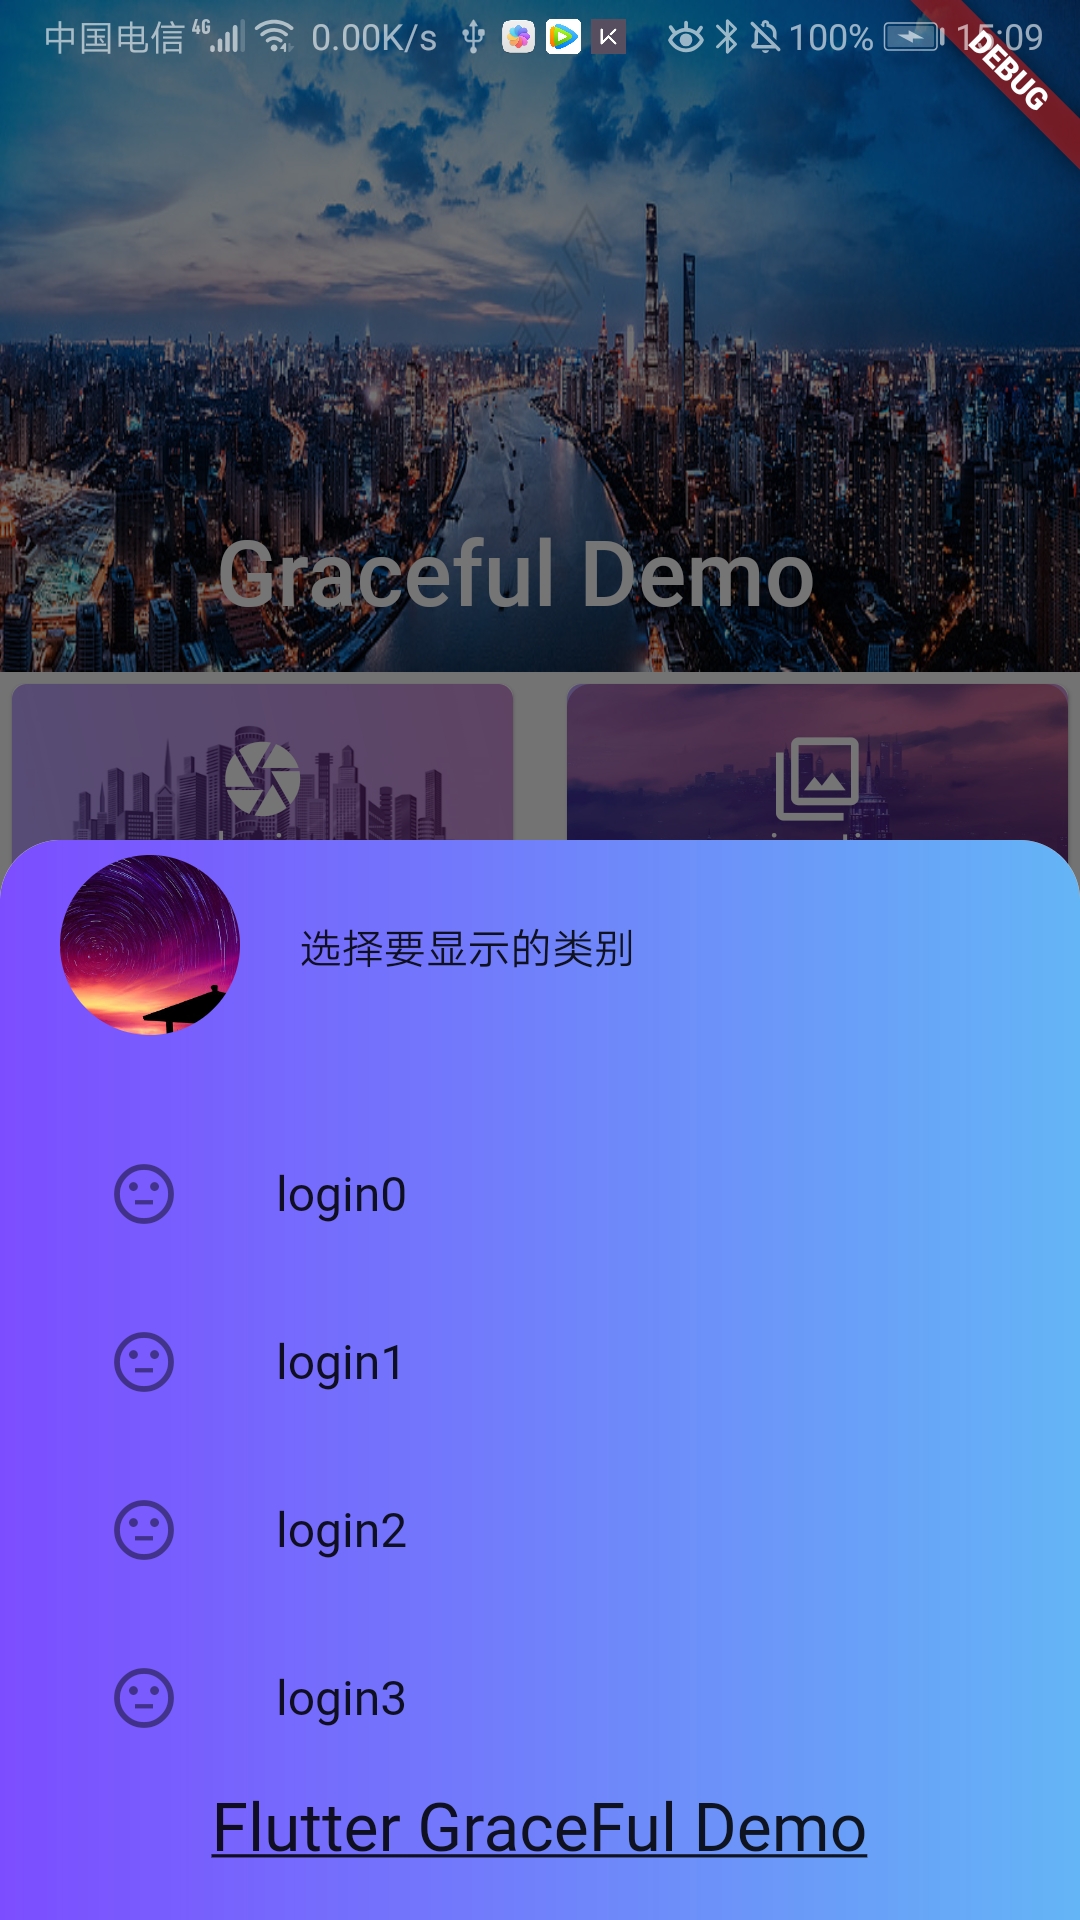 中国电信 4G 0.00K/s 100% 15:09
DEBUG
Graceful Demo
选择要显示的类别
login0
login1
login2
login3
Flutter GraceFul Demo